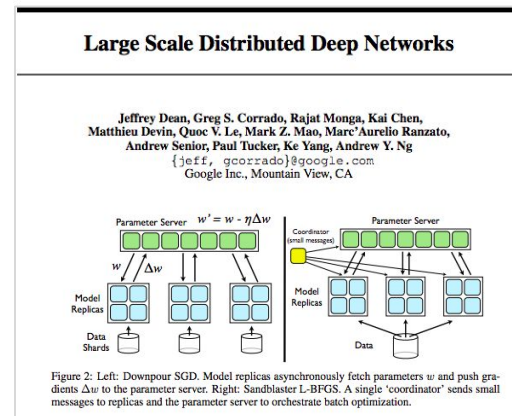 Large Scale Distributed Deep Networks
Jeffrey Dean, Greg S. Corrado, Rajat Monga, Kai Chen,
Matthieu Devin, Quoc V. Le, Mark Z. Mao, Marc'Aurelio Ranzato,
Andrew Senior, Paul Tucker, Ke Yang, Andrew Y. Ng
{jeff, gcorrado}@google.com
Google Inc., Mountain View, CA
Parameter Server w' = w - ηΔw
w Δw
Model
Replicas
Data
Shards
Parameter Server
Coordinator
(small messages)
Model
Replicas
Data
Figure 2: Left: Downpour SGD. Model replicas asynchronously fetch parameters w and push gra-
dients Δw to the parameter server. Right: Sandblaster L-BFGS. A single 'coordinator' sends small
messages to replicas and the parameter server to orchestrate batch optimization.